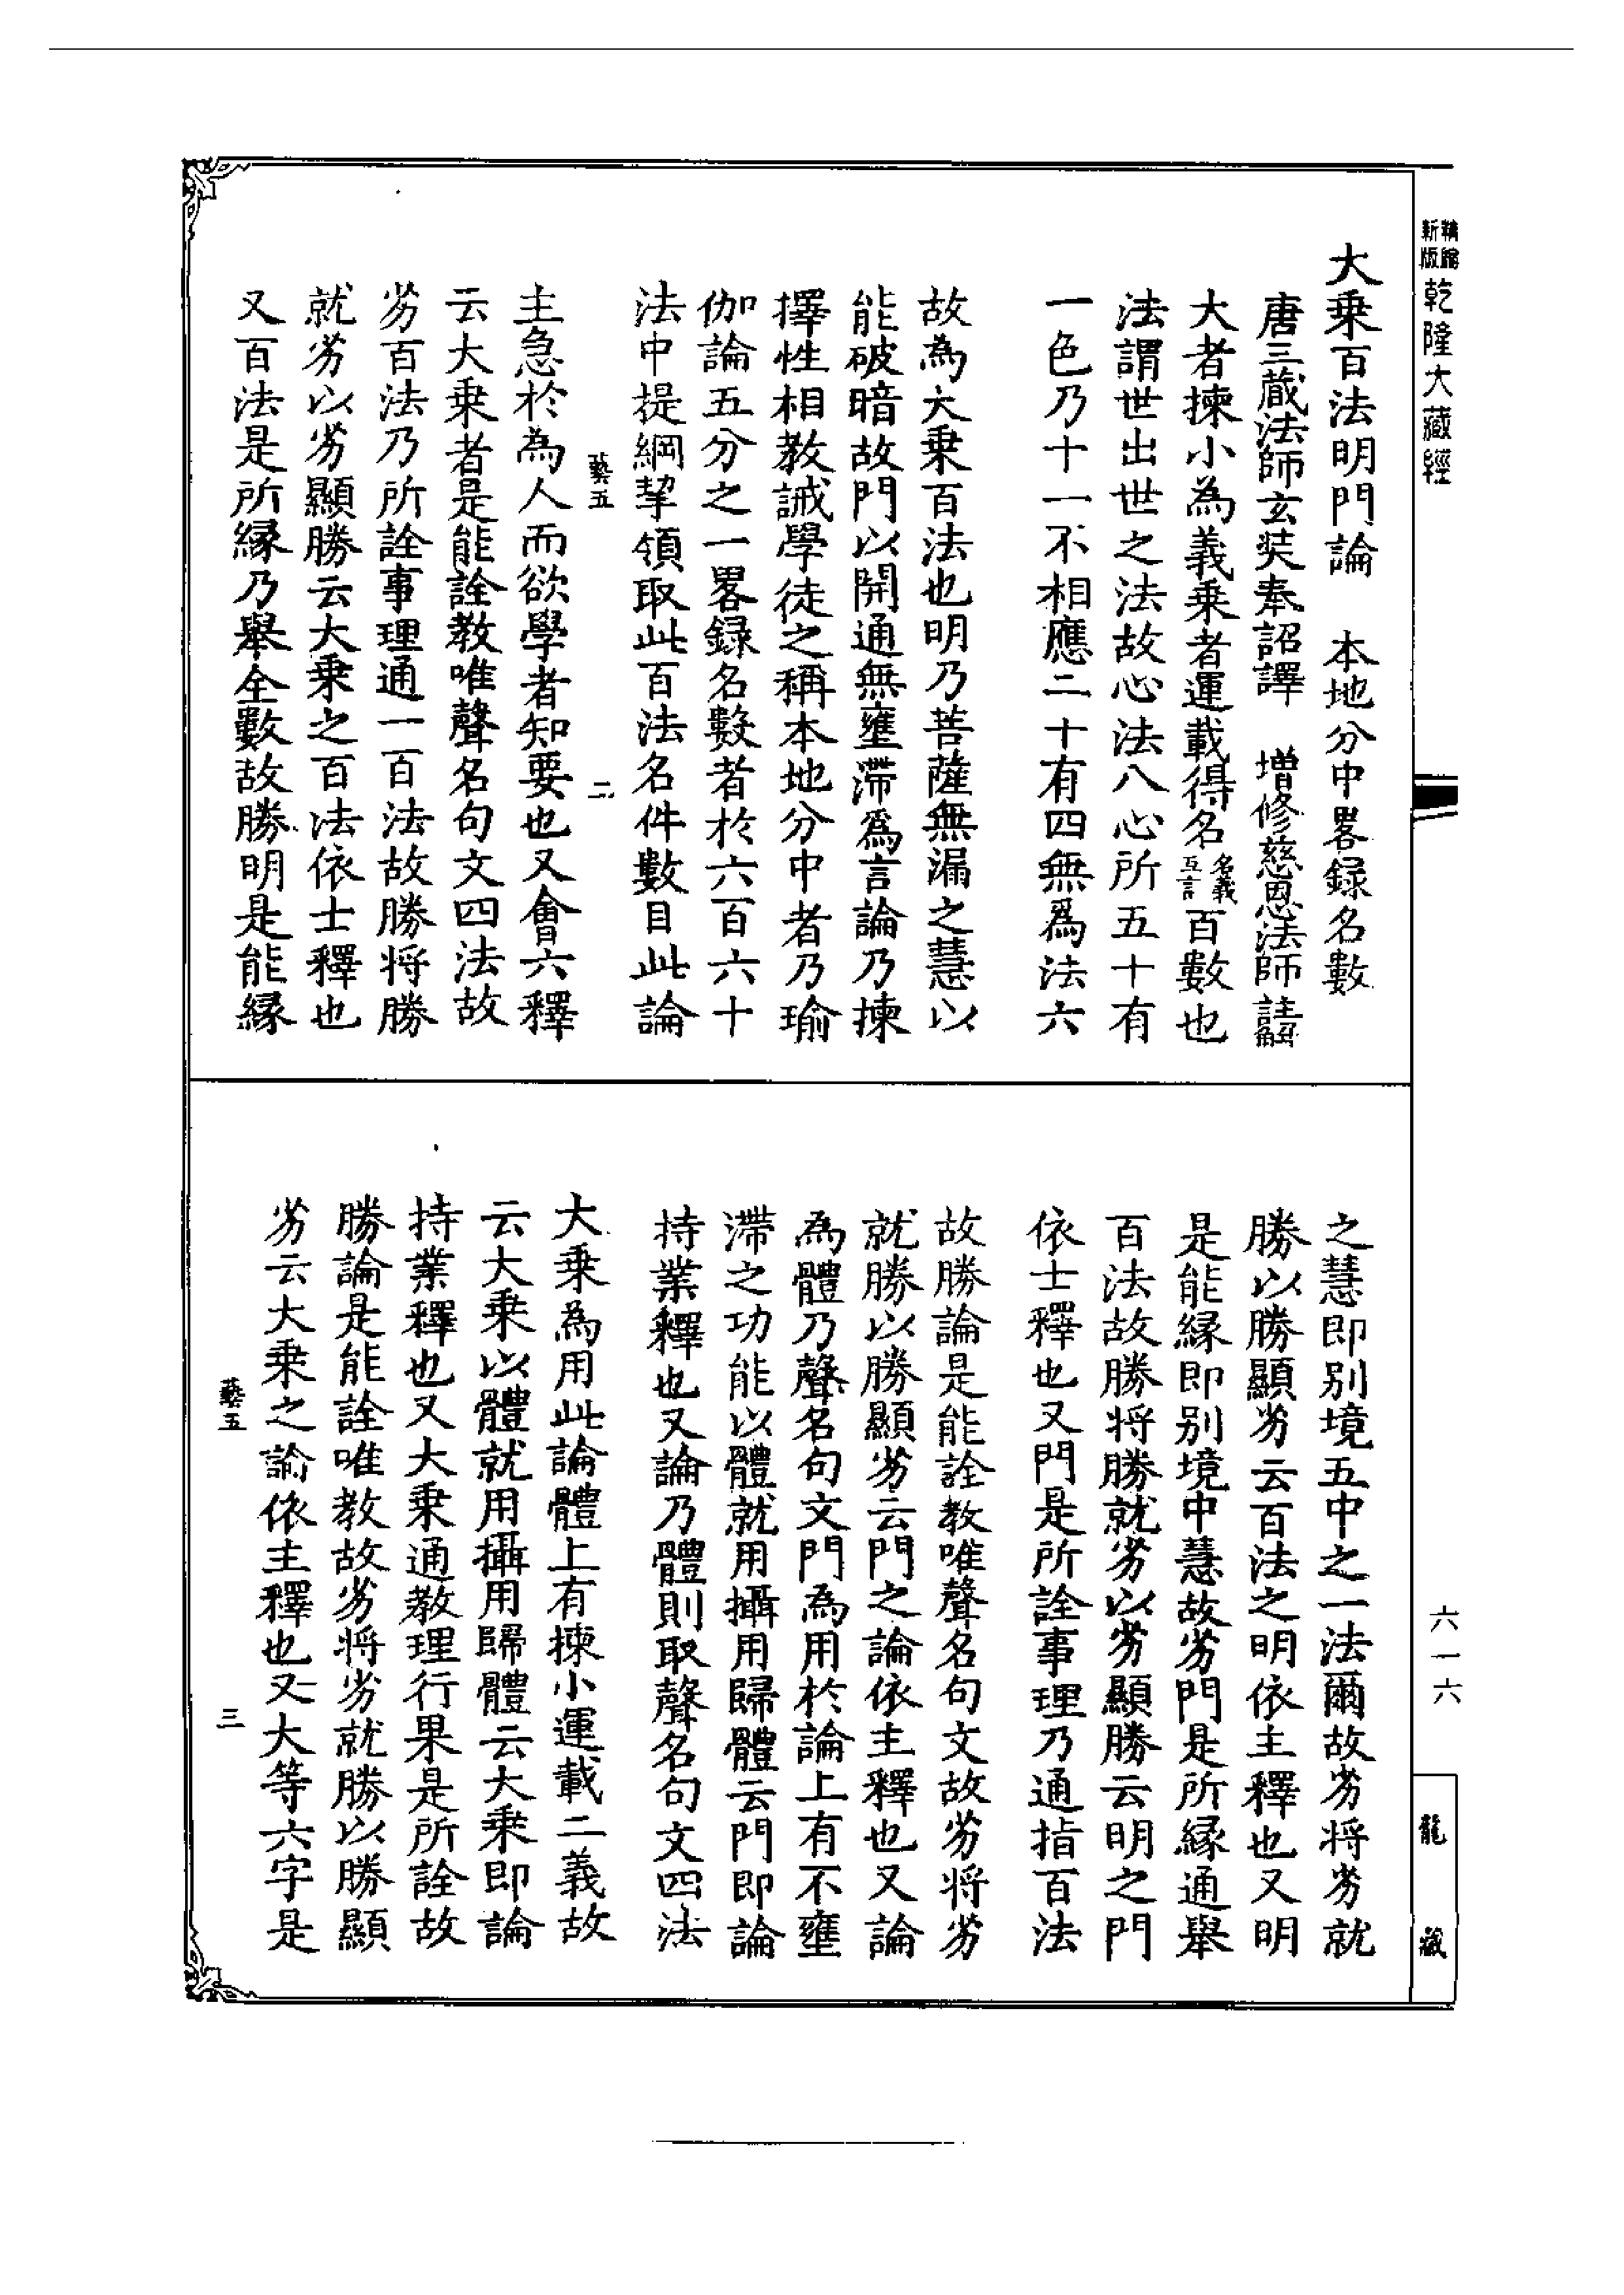 新版 乾隆大藏經
大乗百法明門論　本地分中畧録名數
唐三藏法師玄奘奉詔譯　增修慈恩法師註解
大者揀小為義乗者運載得名名義互言百數也
法謂世出世之法故心法八心所五十有
一色乃十一不相應二十有四無爲法六
故為大乗百法也明乃菩薩無漏之慧以
能破暗故門以開通無壅滯爲言論乃揀
擇性相教誡學徒之稱本地分中者乃瑜
伽論五分之一畧録名數者於六百六十
法中提綱挈領取此百法名件數目此論
藝五　二
主急於為人而欲學者知要也又會六釋
云大乗者是能詮教唯聲名句文四法故
劣百法乃所詮事理通一百法故勝將勝
就劣以劣顯勝云大乗之百法依士釋也
又百法是所縁乃舉全數故勝明是能縁
之慧即别境五中之一法爾故劣將劣就
勝以勝顯劣云百法之明依主釋也又明
是能縁即别境中慧故劣門是所縁通舉
百法故勝將勝就劣以劣顯勝云明之門
依士釋也又門是所詮事理乃通指百法
故勝論是能詮教唯聲名句文故劣將劣
就勝以勝顯劣云門之論依主釋也又論
為體乃聲名句文門為用於論上有不壅
滯之功能以體就用攝用歸體云門即論
持業釋也又論乃體則取聲名句文四法
大乗為用此論體上有揀小運載二義故
云大乗以體就用攝用歸體云大乗即論
持業釋也又大乗通教理行果是所詮故
勝論是能詮唯教故劣將劣就勝以勝顯
劣云大乗之論依主釋也又大等六字是
藝五　三
六一六
龍藏